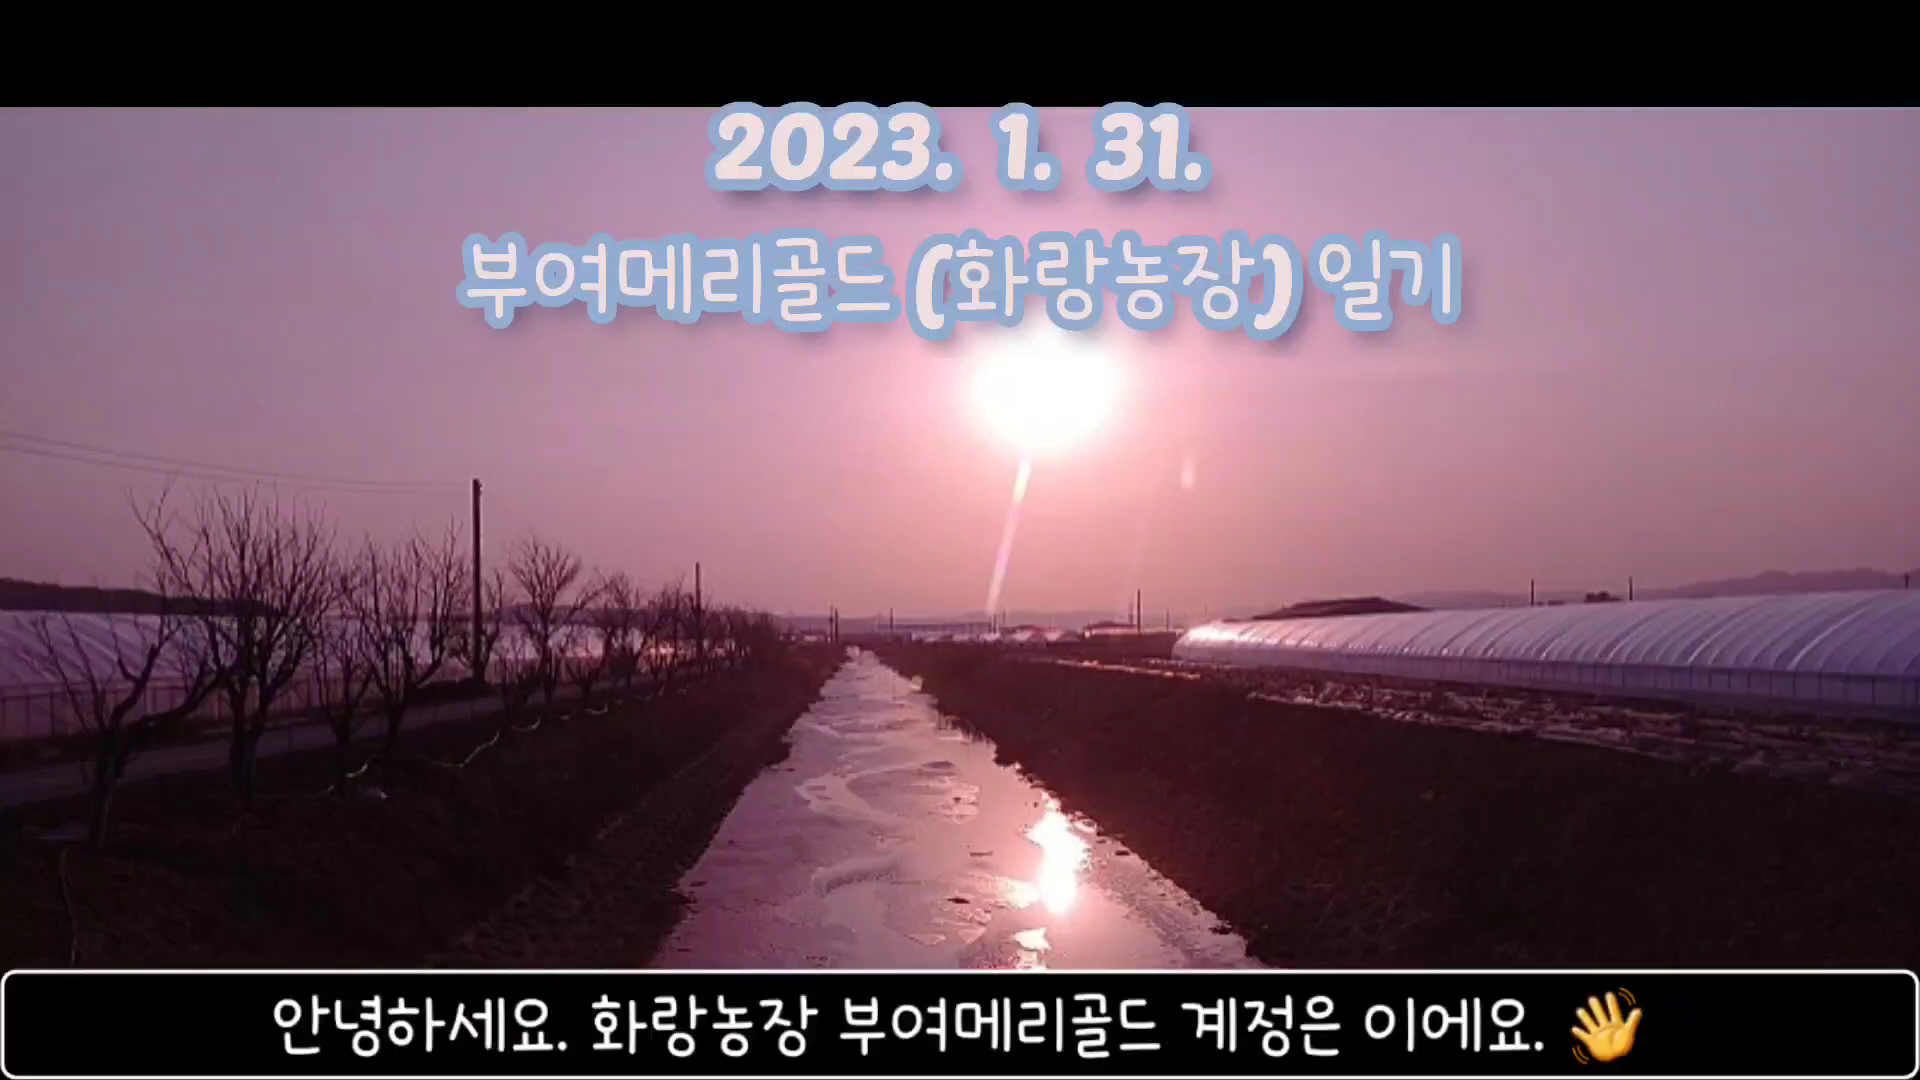 2023. 1. 31.
부여메리골드 (화랑농장) 일기
안녕하세요. 화랑농장 부여메리골드 계정은 이에요. 👋